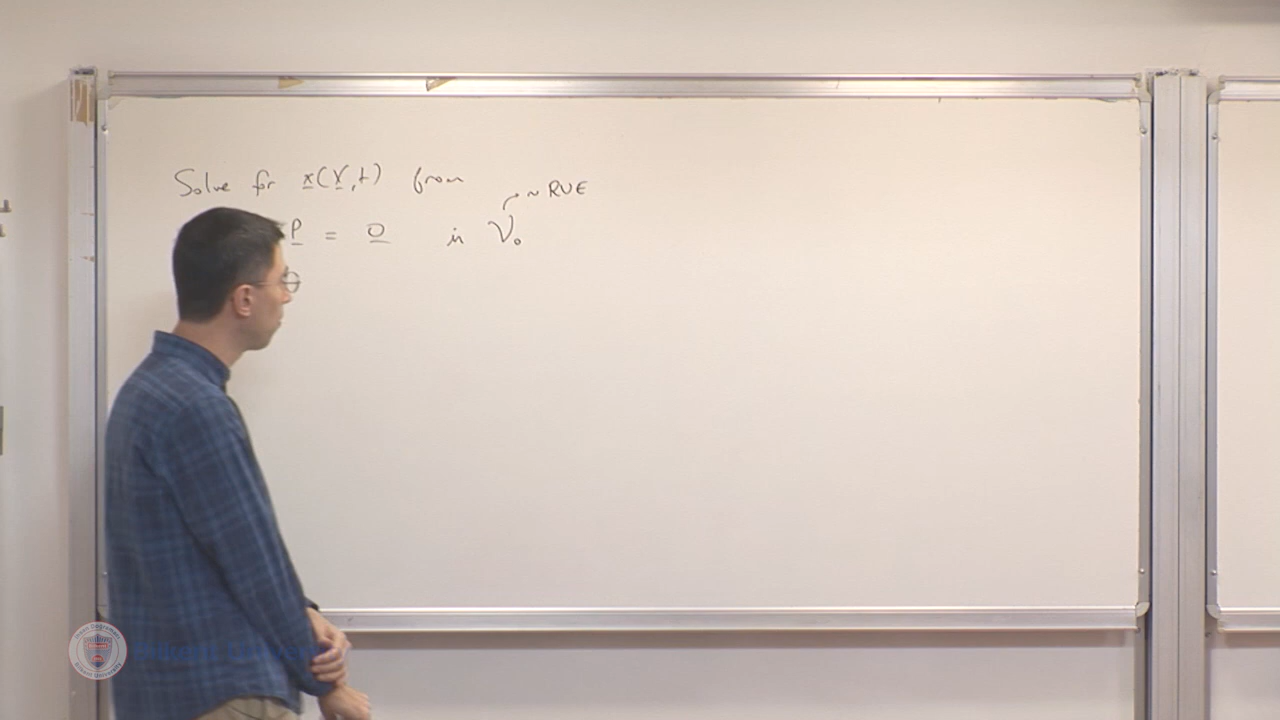 Solve for x(X,t) from
~ RVE
P = 0 in V₀